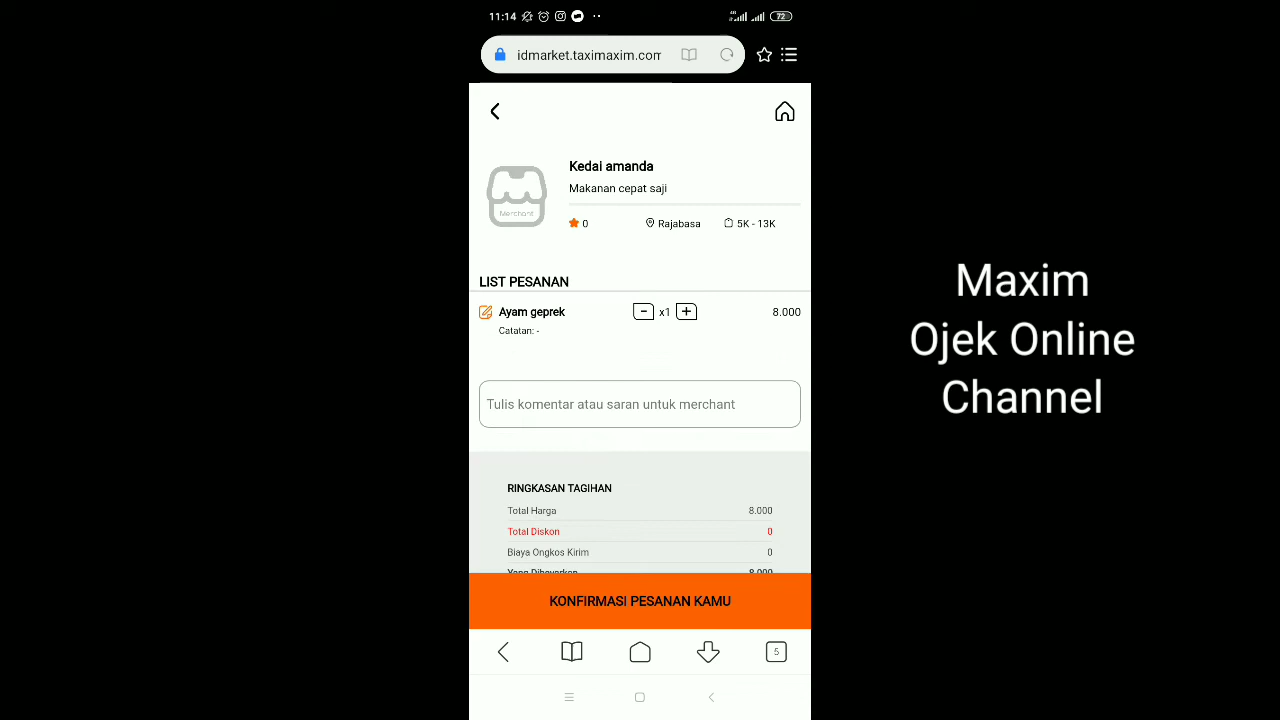 11:14
72
idmarket.taximaxim.com
Kedai amanda
Makanan cepat saji
Merchant
0 Rajabasa 5K - 13K
LIST PESANAN
Ayam geprek - x1 + 8.000
Catatan: -
Tulis komentar atau saran untuk merchant
RINGKASAN TAGIHAN
Total Harga 8.000
Total Diskon 0
Biaya Ongkos Kirim 0
Yang Dibayarkan 8.000
KONFIRMASI PESANAN KAMU
5
Maxim
Ojek Online
Channel